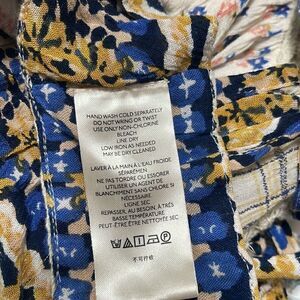 HAND WASH COLD SEPARATELY
DO NOT WRING OR TWIST
USE ONLY NON-CHLORINE
BLEACH
LINE DRY
LOW IRON AS NEEDED
MAY BE DRY CLEANED
LAVER À LA MAIN À L'EAU FROIDE
SÉPARÉMENT
NE PAS TORDRE OU ESSORER
UTILISER UN AGENT DE
BLANCHIMENT SANS CHLORE SI
NÉCESSAIRE
LIGNE SEC
REPASSER, AU BESOIN, À
BASSE TEMPÉRATURE
PEUT-ÊTRE ÊTRE NETTOYÉ SEC
不可拧绞